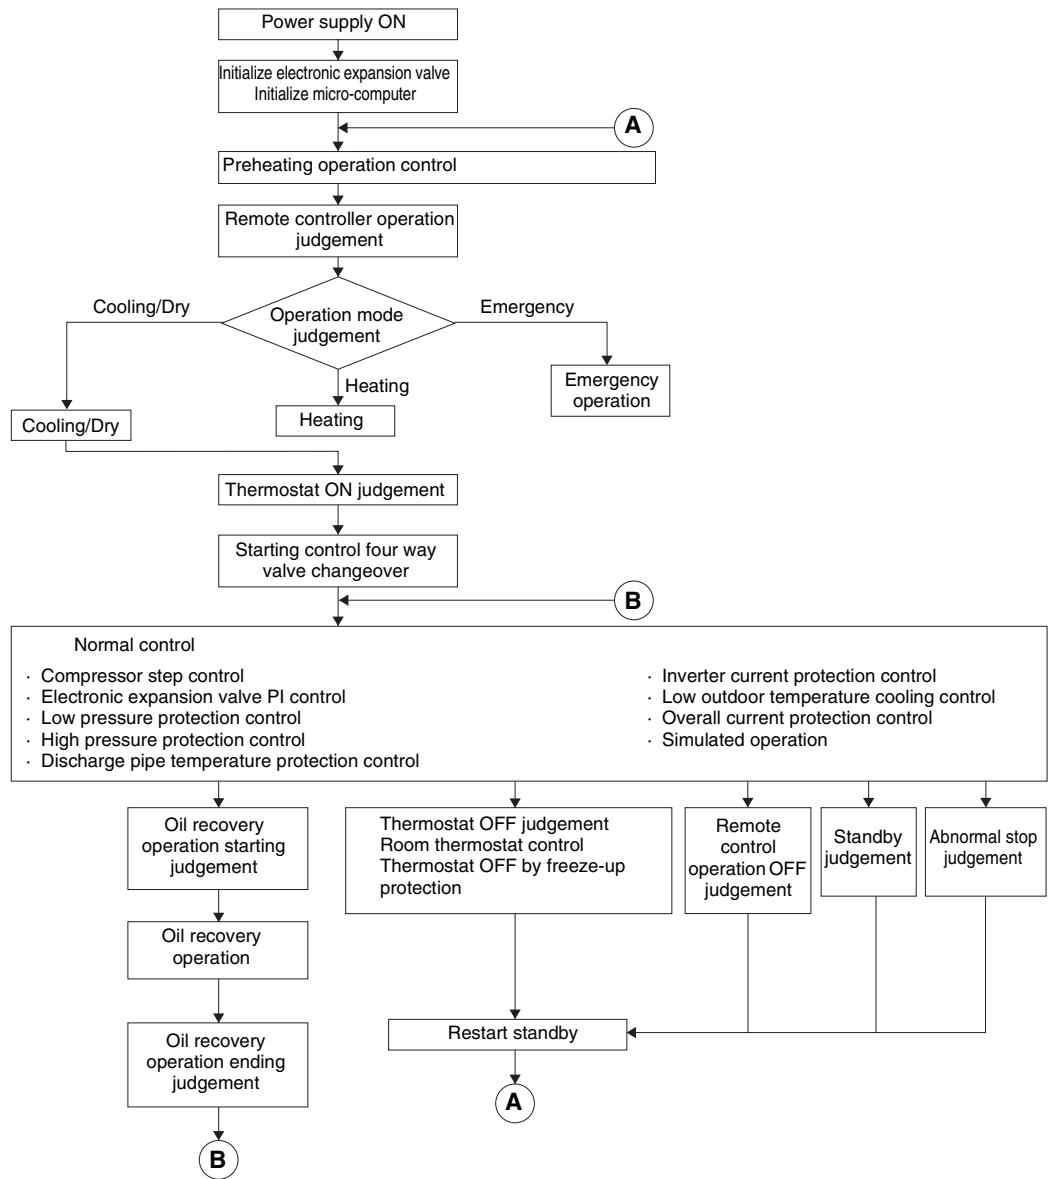 Power supply ON
Initialize electronic expansion valve
Initialize micro-computer
A
Preheating operation control
Remote controller operation
judgement
Cooling/Dry
Emergency
Operation mode
judgement
Heating
Emergency
operation
Cooling/Dry
Heating
Thermostat ON judgement
Starting control four way
valve changeover
B
Normal control
· Compressor step control
· Electronic expansion valve PI control
· Low pressure protection control
· High pressure protection control
· Discharge pipe temperature protection control
· Inverter current protection control
· Low outdoor temperature cooling control
· Overall current protection control
· Simulated operation
Oil recovery
operation starting
judgement
Thermostat OFF judgement
Room thermostat control
Thermostat OFF by freeze-up
protection
Remote
control
operation OFF
judgement
Standby
judgement
Abnormal stop
judgement
Oil recovery
operation
Oil recovery
operation ending
judgement
Restart standby
A
B